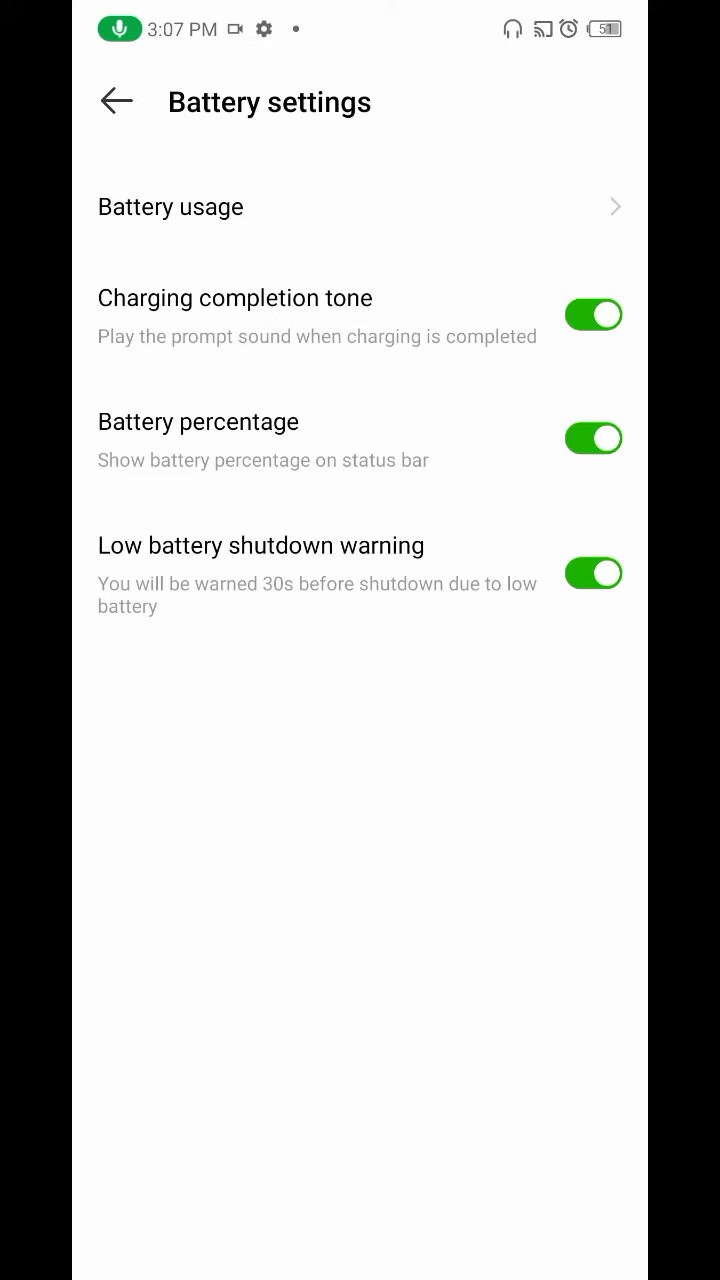 3:07 PM 51
Battery settings
Battery usage
Charging completion tone
Play the prompt sound when charging is completed
Battery percentage
Show battery percentage on status bar
Low battery shutdown warning
You will be warned 30s before shutdown due to low
battery